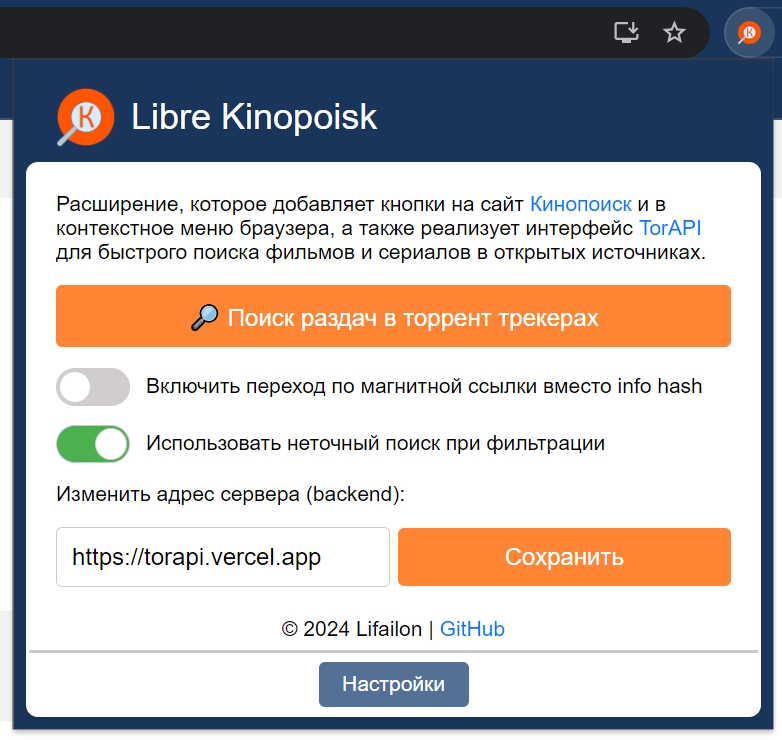 Libre Kinopoisk
Расширение, которое добавляет кнопки на сайт Кинопоиск и в
контекстное меню браузера, а также реализует интерфейс TorAPI
для быстрого поиска фильмов и сериалов в открытых источниках.
Поиск раздач в торрент трекерах
Включить переход по магнитной ссылки вместо info hash
Использовать неточный поиск при фильтрации
Изменить адрес сервера (backend):
https://torapi.vercel.app Сохранить
© 2024 Lifailon | GitHub
Настройки